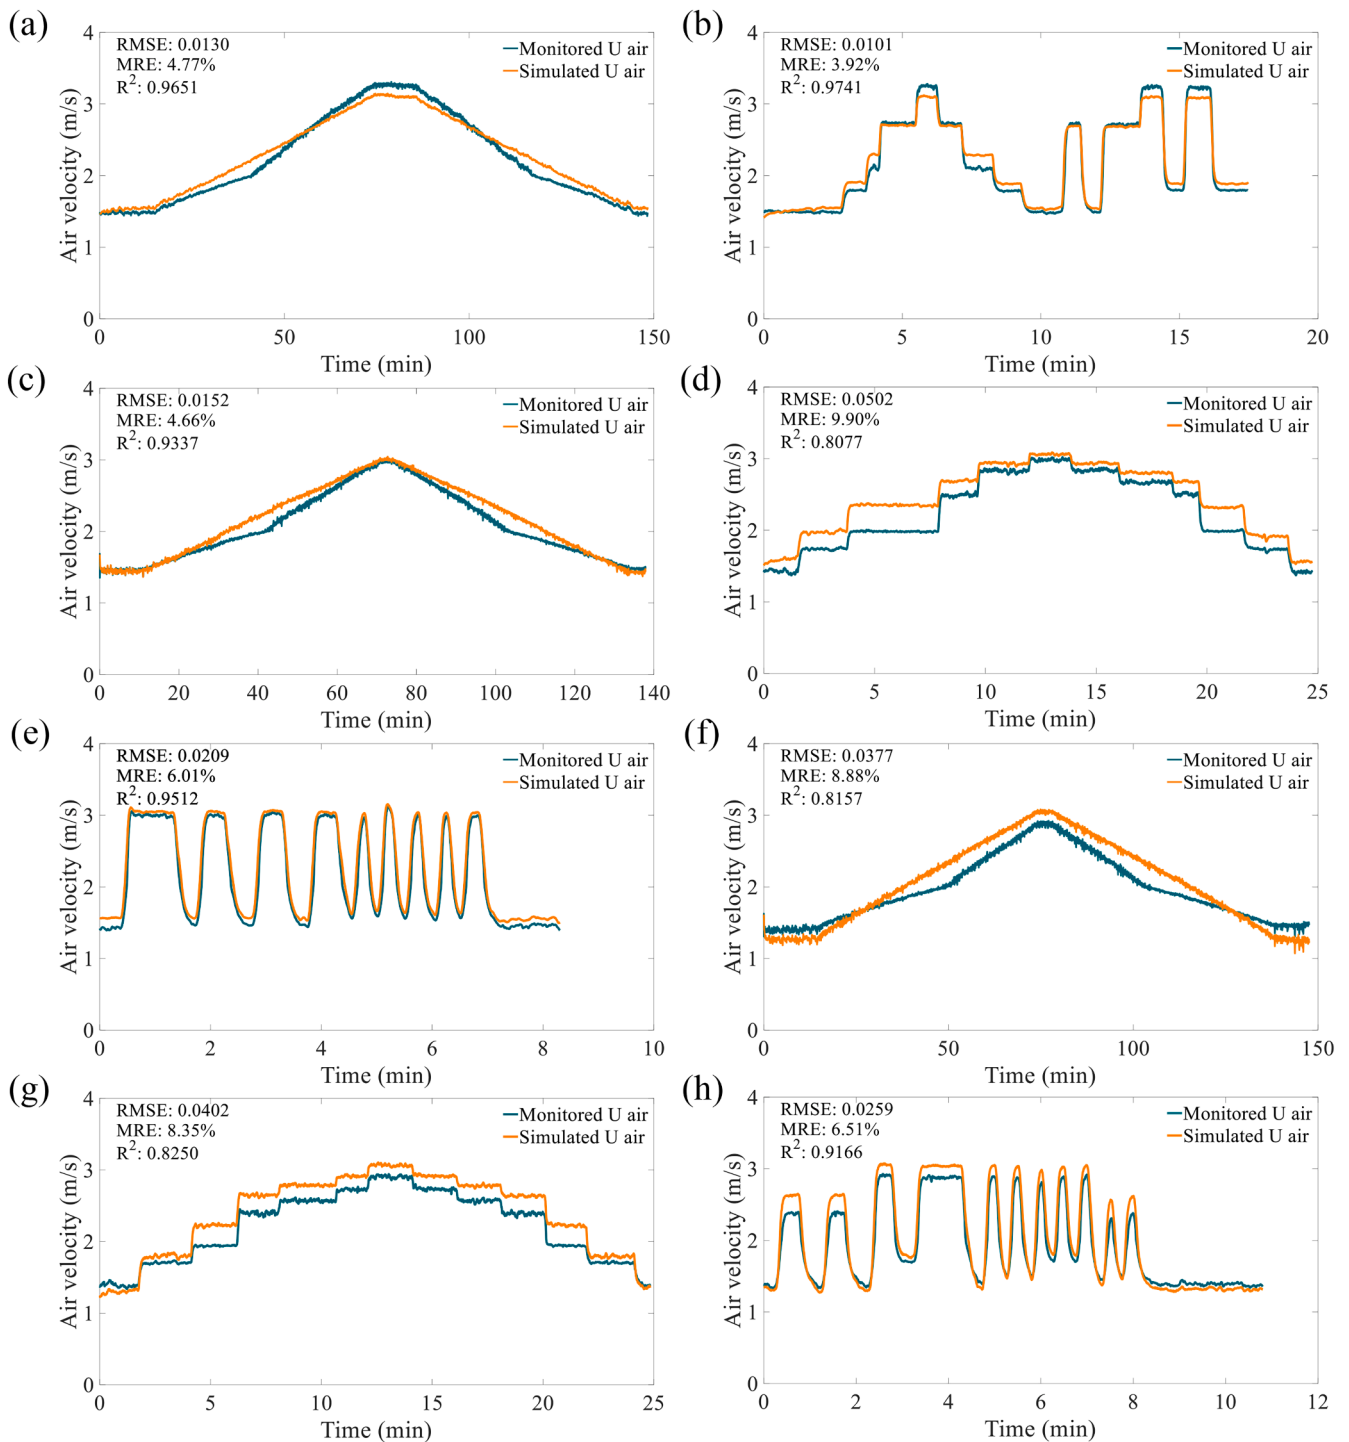 (a)
RMSE: 0.0130
MRE: 4.77%
R²: 0.9651
Monitored U air
Simulated U air
Air velocity (m/s)
4
3
2
1
0
0 50 100 150
Time (min)
(b)
RMSE: 0.0101
MRE: 3.92%
R²: 0.9741
Monitored U air
Simulated U air
Air velocity (m/s)
4
3
2
1
0
0 5 10 15 20
Time (min)
(c)
RMSE: 0.0152
MRE: 4.66%
R²: 0.9337
Monitored U air
Simulated U air
Air velocity (m/s)
4
3
2
1
0
0 20 40 60 80 100 120 140
Time (min)
(d)
RMSE: 0.0502
MRE: 9.90%
R²: 0.8077
Monitored U air
Simulated U air
Air velocity (m/s)
4
3
2
1
0
0 5 10 15 20 25
Time (min)
(e)
RMSE: 0.0209
MRE: 6.01%
R²: 0.9512
Monitored U air
Simulated U air
Air velocity (m/s)
4
3
2
1
0
0 2 4 6 8 10
Time (min)
(f)
RMSE: 0.0377
MRE: 8.88%
R²: 0.8157
Monitored U air
Simulated U air
Air velocity (m/s)
4
3
2
1
0
0 50 100 150
Time (min)
(g)
RMSE: 0.0402
MRE: 8.35%
R²: 0.8250
Monitored U air
Simulated U air
Air velocity (m/s)
4
3
2
1
0
0 5 10 15 20 25
Time (min)
(h)
RMSE: 0.0259
MRE: 6.51%
R²: 0.9166
Monitored U air
Simulated U air
Air velocity (m/s)
4
3
2
1
0
0 2 4 6 8 10 12
Time (min)